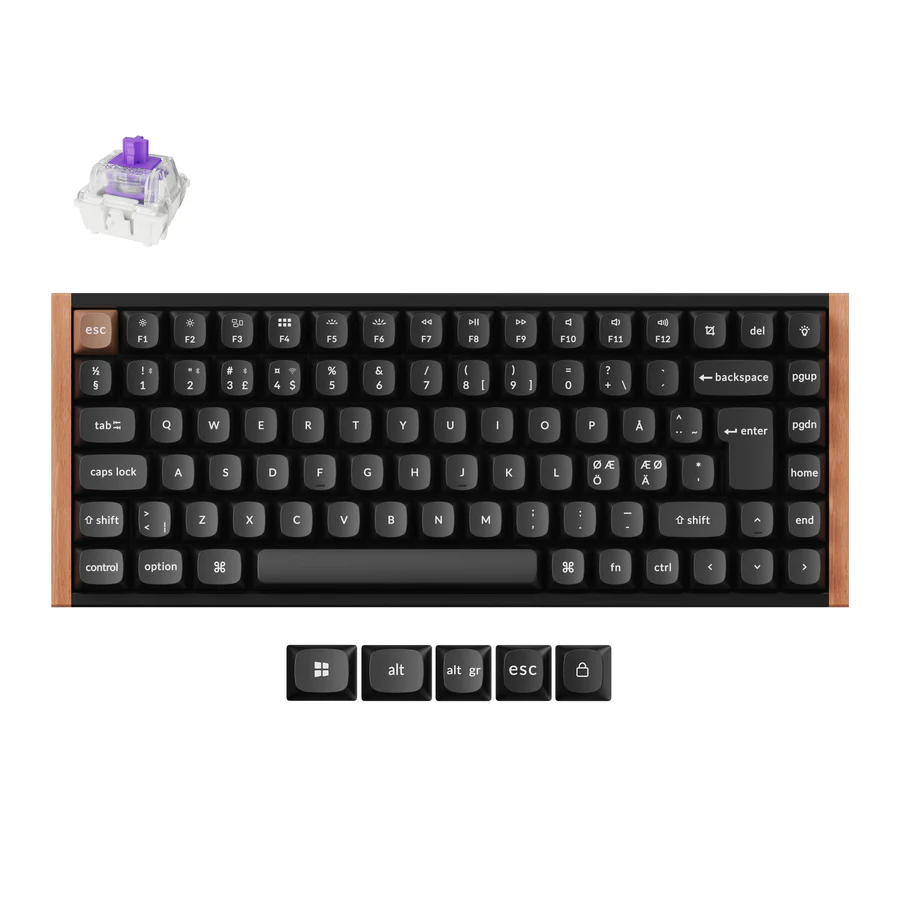 esc F1 F2 F3 F4 F5 F6 F7 F8 F9 F10 F11 F12 del
½ § ! 1 " 2 # 3 £ ¤ 4 $ % 5 & 6 / 7 ( 8 [ ) 9 ] = 0 ? + \ ` ´ ← backspace pgup
tab Q W E R T Y U I O P Å ^ ¨ ~ ↵ enter pgdn
caps lock A S D F G H J K L Ø Æ Ö Æ Ø Ä * ' home
⇧ shift > < | Z X C V B N M ; , : . _ - ⇧ shift ^ end
control option ⌘ ⌘ fn ctrl < ⌄ >
alt alt gr esc